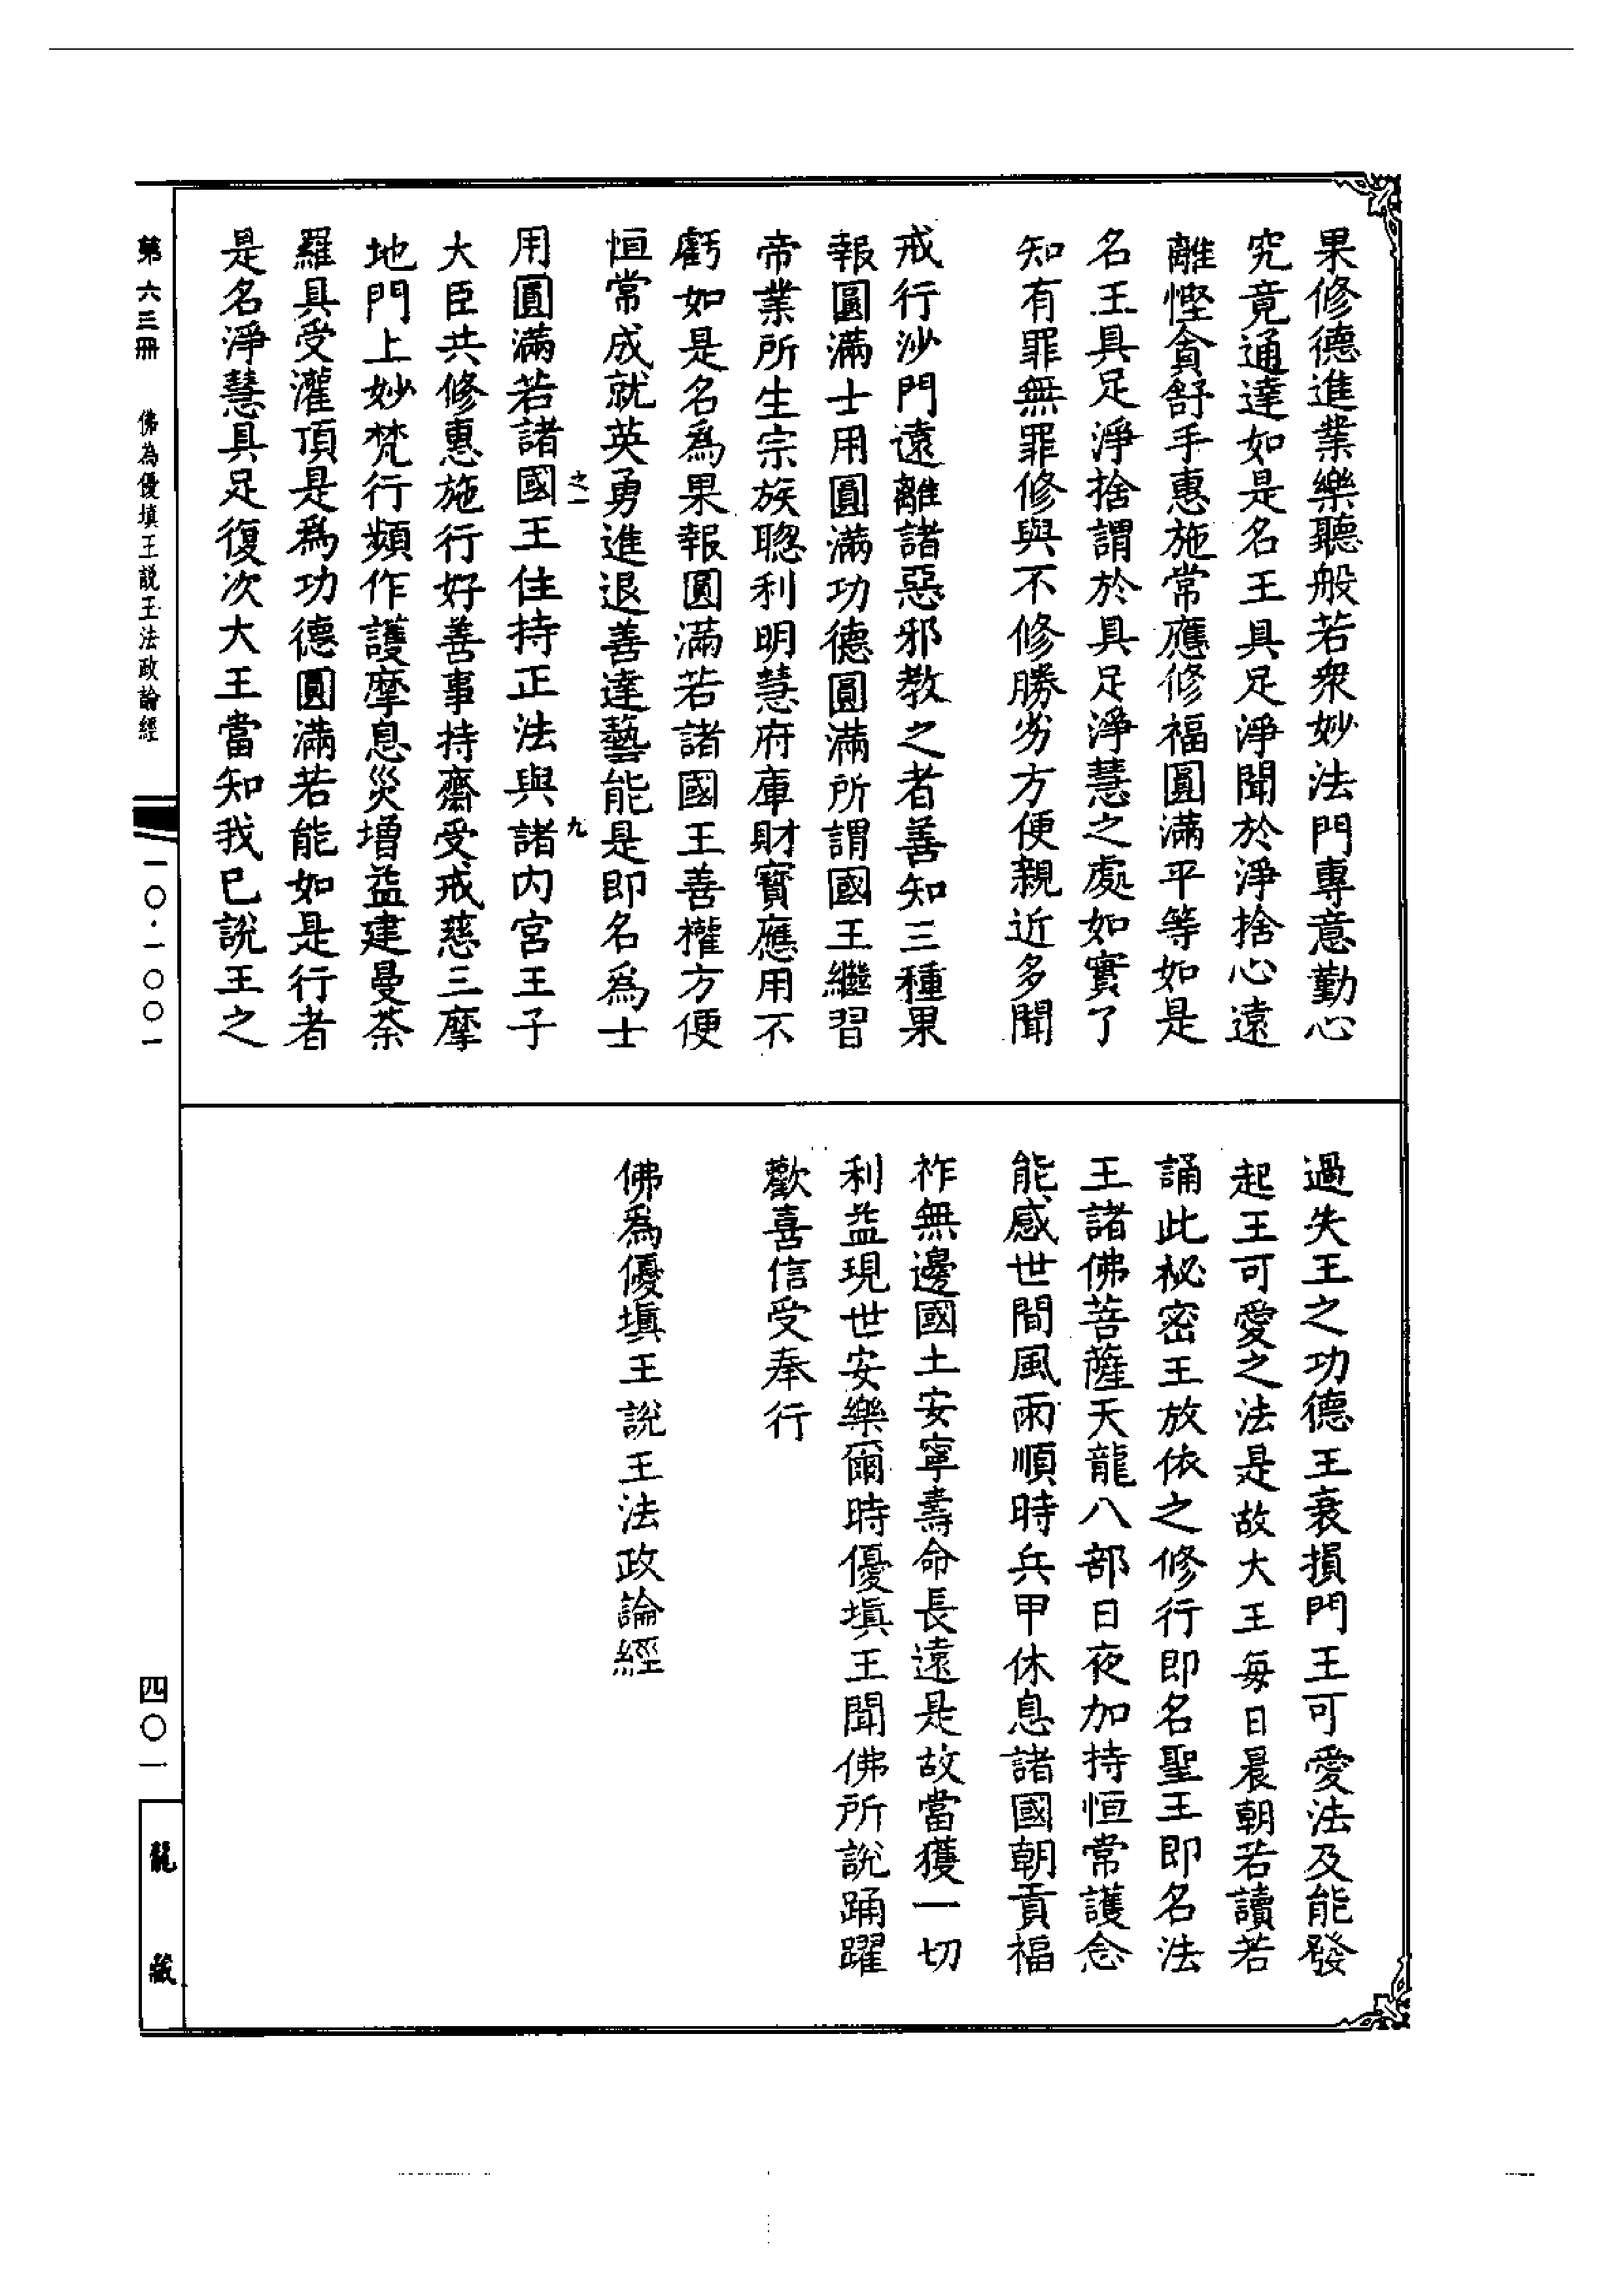 果修德進業樂聽般若衆妙法門專意勤心
究竟通達如是名王具足淨聞於淨捨心遠
離慳貪舒手惠施常應修福圓滿平等如是
名王具足淨捨謂於具足淨慧之處如實了
知有罪無罪修與不修勝劣方便親近多聞
戒行沙門遠離諸惡邪教之者善知三種果
報圓滿士用圓滿功德圓滿所謂國王繼習
帝業所生宗族聰利明慧府庫財寶應用不
虧如是名爲果報圓滿若諸國王善權方便
恒常成就英勇進退善達藝能是即名爲士
之一
九
用圓滿若諸國王住持正法與諸内宮王子
大臣共修惠施行好善事持齋受戒慈三摩
地門上妙梵行頻作護摩息災增益建曼荼
羅具受灌頂是爲功德圓滿若能如是行者
是名淨慧具足復次大王當知我已說王之
過失王之功德王衰損門王可愛法及能發
起王可愛之法是故大王每日晨朝若讀若
誦此祕密王放依之修行即名聖王即名法
王諸佛菩薩天龍八部日夜加持恒常護念
能感世間風雨順時兵甲休息諸國朝貢福
祚無邊國土安寧壽命長遠是故當獲一切
利益現世安樂爾時優塡王聞佛所說踊躍
歡喜信受奉行
佛爲優塡王說王法政論經
第六三冊
佛為優填王説王法政論經
一〇·一〇〇一
四〇一
龍藏